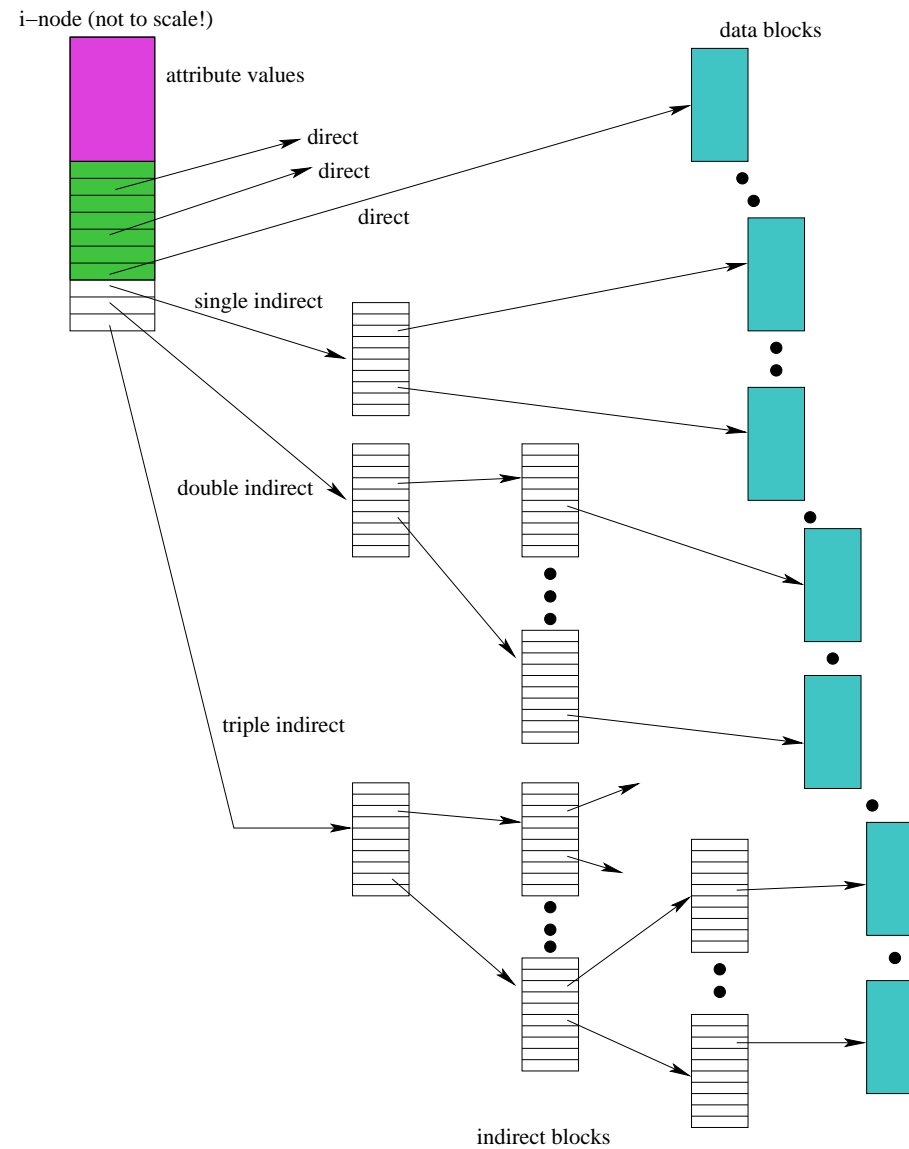 i−node (not to scale!)
data blocks
attribute values
direct
direct
direct
single indirect
double indirect
triple indirect
indirect blocks